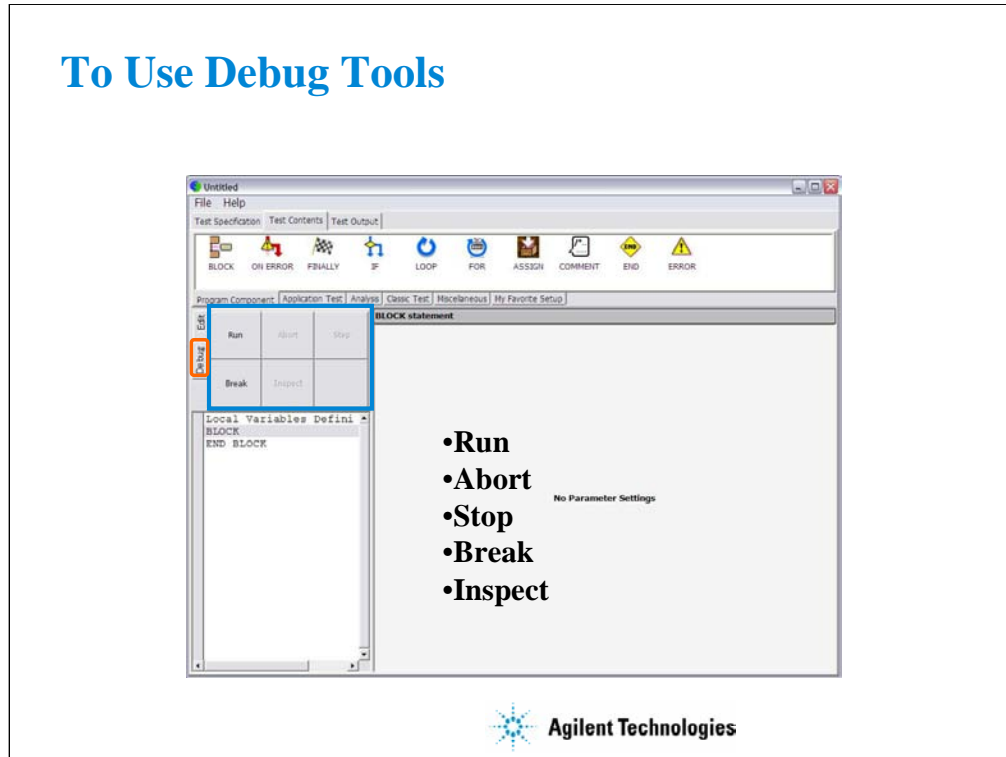 To Use Debug Tools
Untitled
File Help
Test Specification Test Contents Test Output
BLOCK ON ERROR FINALLY IF LOOP FOR ASSIGN COMMENT END ERROR
Program Component Application Test Analysis Classic Test Miscellaneous My Favorite Setup
Edit
Debug
Run Abort Stop
Break Inspect
BLOCK statement
Local Variables Defini
BLOCK
END BLOCK
•Run
•Abort
No Parameter Settings
•Stop
•Break
•Inspect
Agilent Technologies